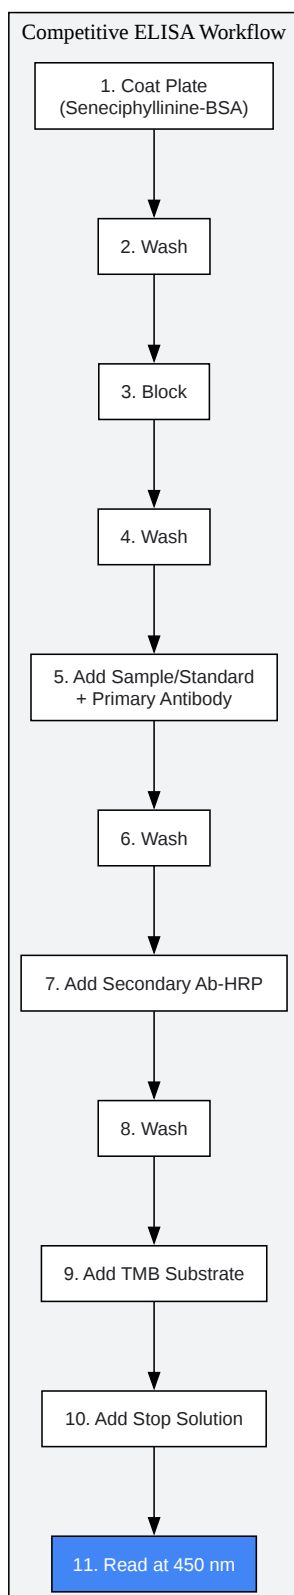 Competitive ELISA Workflow
1. Coat Plate
(Seneciphyllinine-BSA)
2. Wash
3. Block
4. Wash
5. Add Sample/Standard
+ Primary Antibody
6. Wash
7. Add Secondary Ab-HRP
8. Wash
9. Add TMB Substrate
10. Add Stop Solution
11. Read at 450 nm